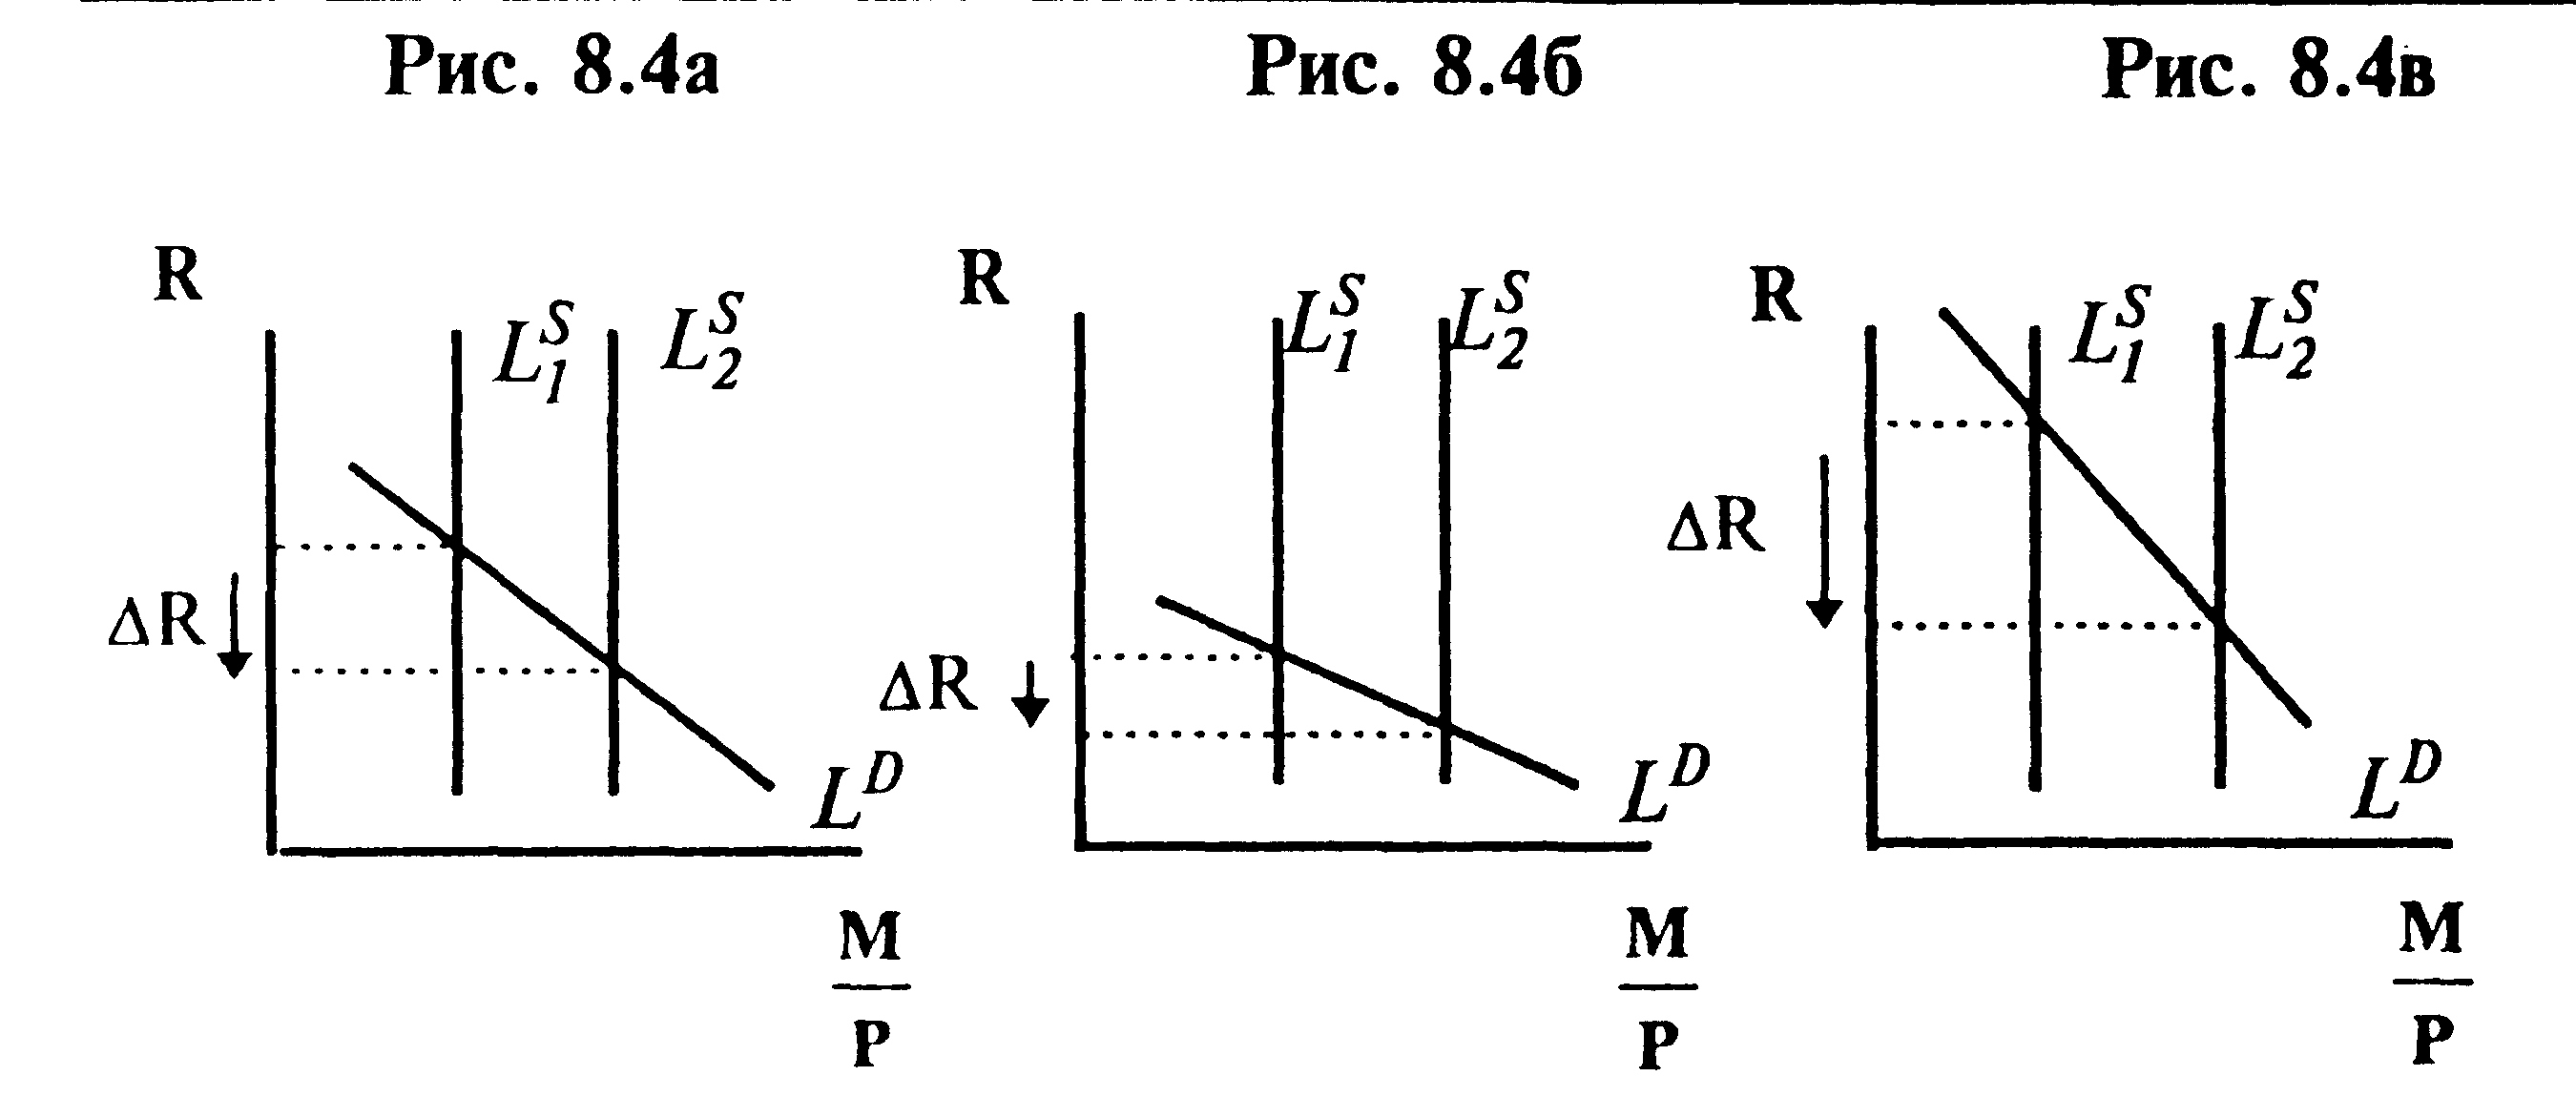 Рис. 8.4а Рис. 8.4б Рис. 8.4в
R R R
L₁ˢ L₂ˢ L₁ˢ L₂ˢ L₁ˢ L₂ˢ
ΔR ΔR ΔR
Lᴰ Lᴰ Lᴰ
M M M
P P P